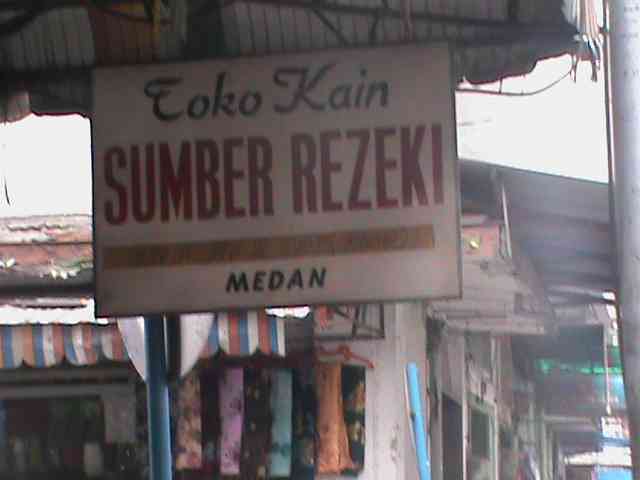 Toko Kain
SUMBER REZEKI
MEDAN